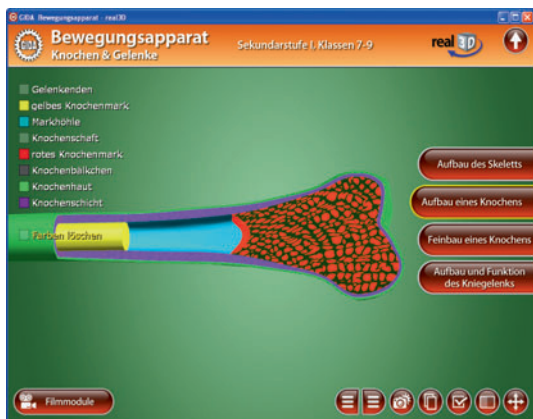 GIDA Bewegungsapparat - real3D
GIDA
Bewegungsapparat
Knochen & Gelenke
Sekundarstufe I, Klassen 7-9
real 3D
Gelenkenden
gelbes Knochenmark
Markhöhle
Knochenschaft
rotes Knochenmark
Knochenbälkchen
Knochenhaut
Knochenschicht
Farben löschen
Aufbau des Skeletts
Aufbau eines Knochens
Feinbau eines Knochens
Aufbau und Funktion
des Kniegelenks
Filmmodule